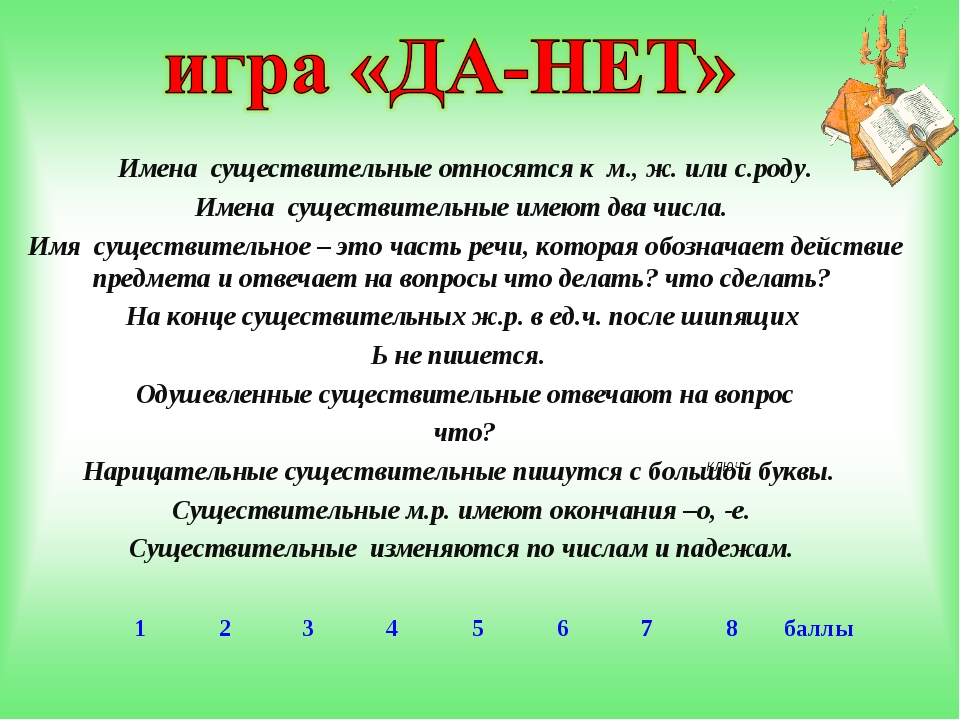 игра «ДА-НЕТ»
Имена существительные относятся к м., ж. или с.роду.
Имена существительные имеют два числа.
Имя существительное – это часть речи, которая обозначает действие
предмета и отвечает на вопросы что делать? что сделать?
На конце существительных ж.р. в ед.ч. после шипящих
Ь не пишется.
Одушевленные существительные отвечают на вопрос
что?
Нарицательные существительные пишутся с большой буквы.
ключ
Существительные м.р. имеют окончания –о, -е.
Существительные изменяются по числам и падежам.
1 2 3 4 5 6 7 8 баллы